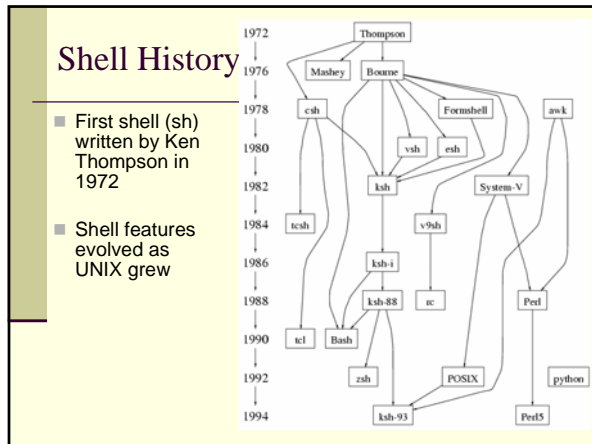 Shell History
First shell (sh)
written by Ken
Thompson in
1972
Shell features
evolved as
UNIX grew
1972
Thompson
1976
Mashey
Bourne
1978
csh
Formshell
awk
1980
vsh
esh
1982
ksh
System-V
1984
tcsh
v9sh
1986
ksh-i
1988
ksh-88
rc
Perl
1990
tcl
Bash
1992
zsh
POSIX
python
1994
ksh-93
Perl5